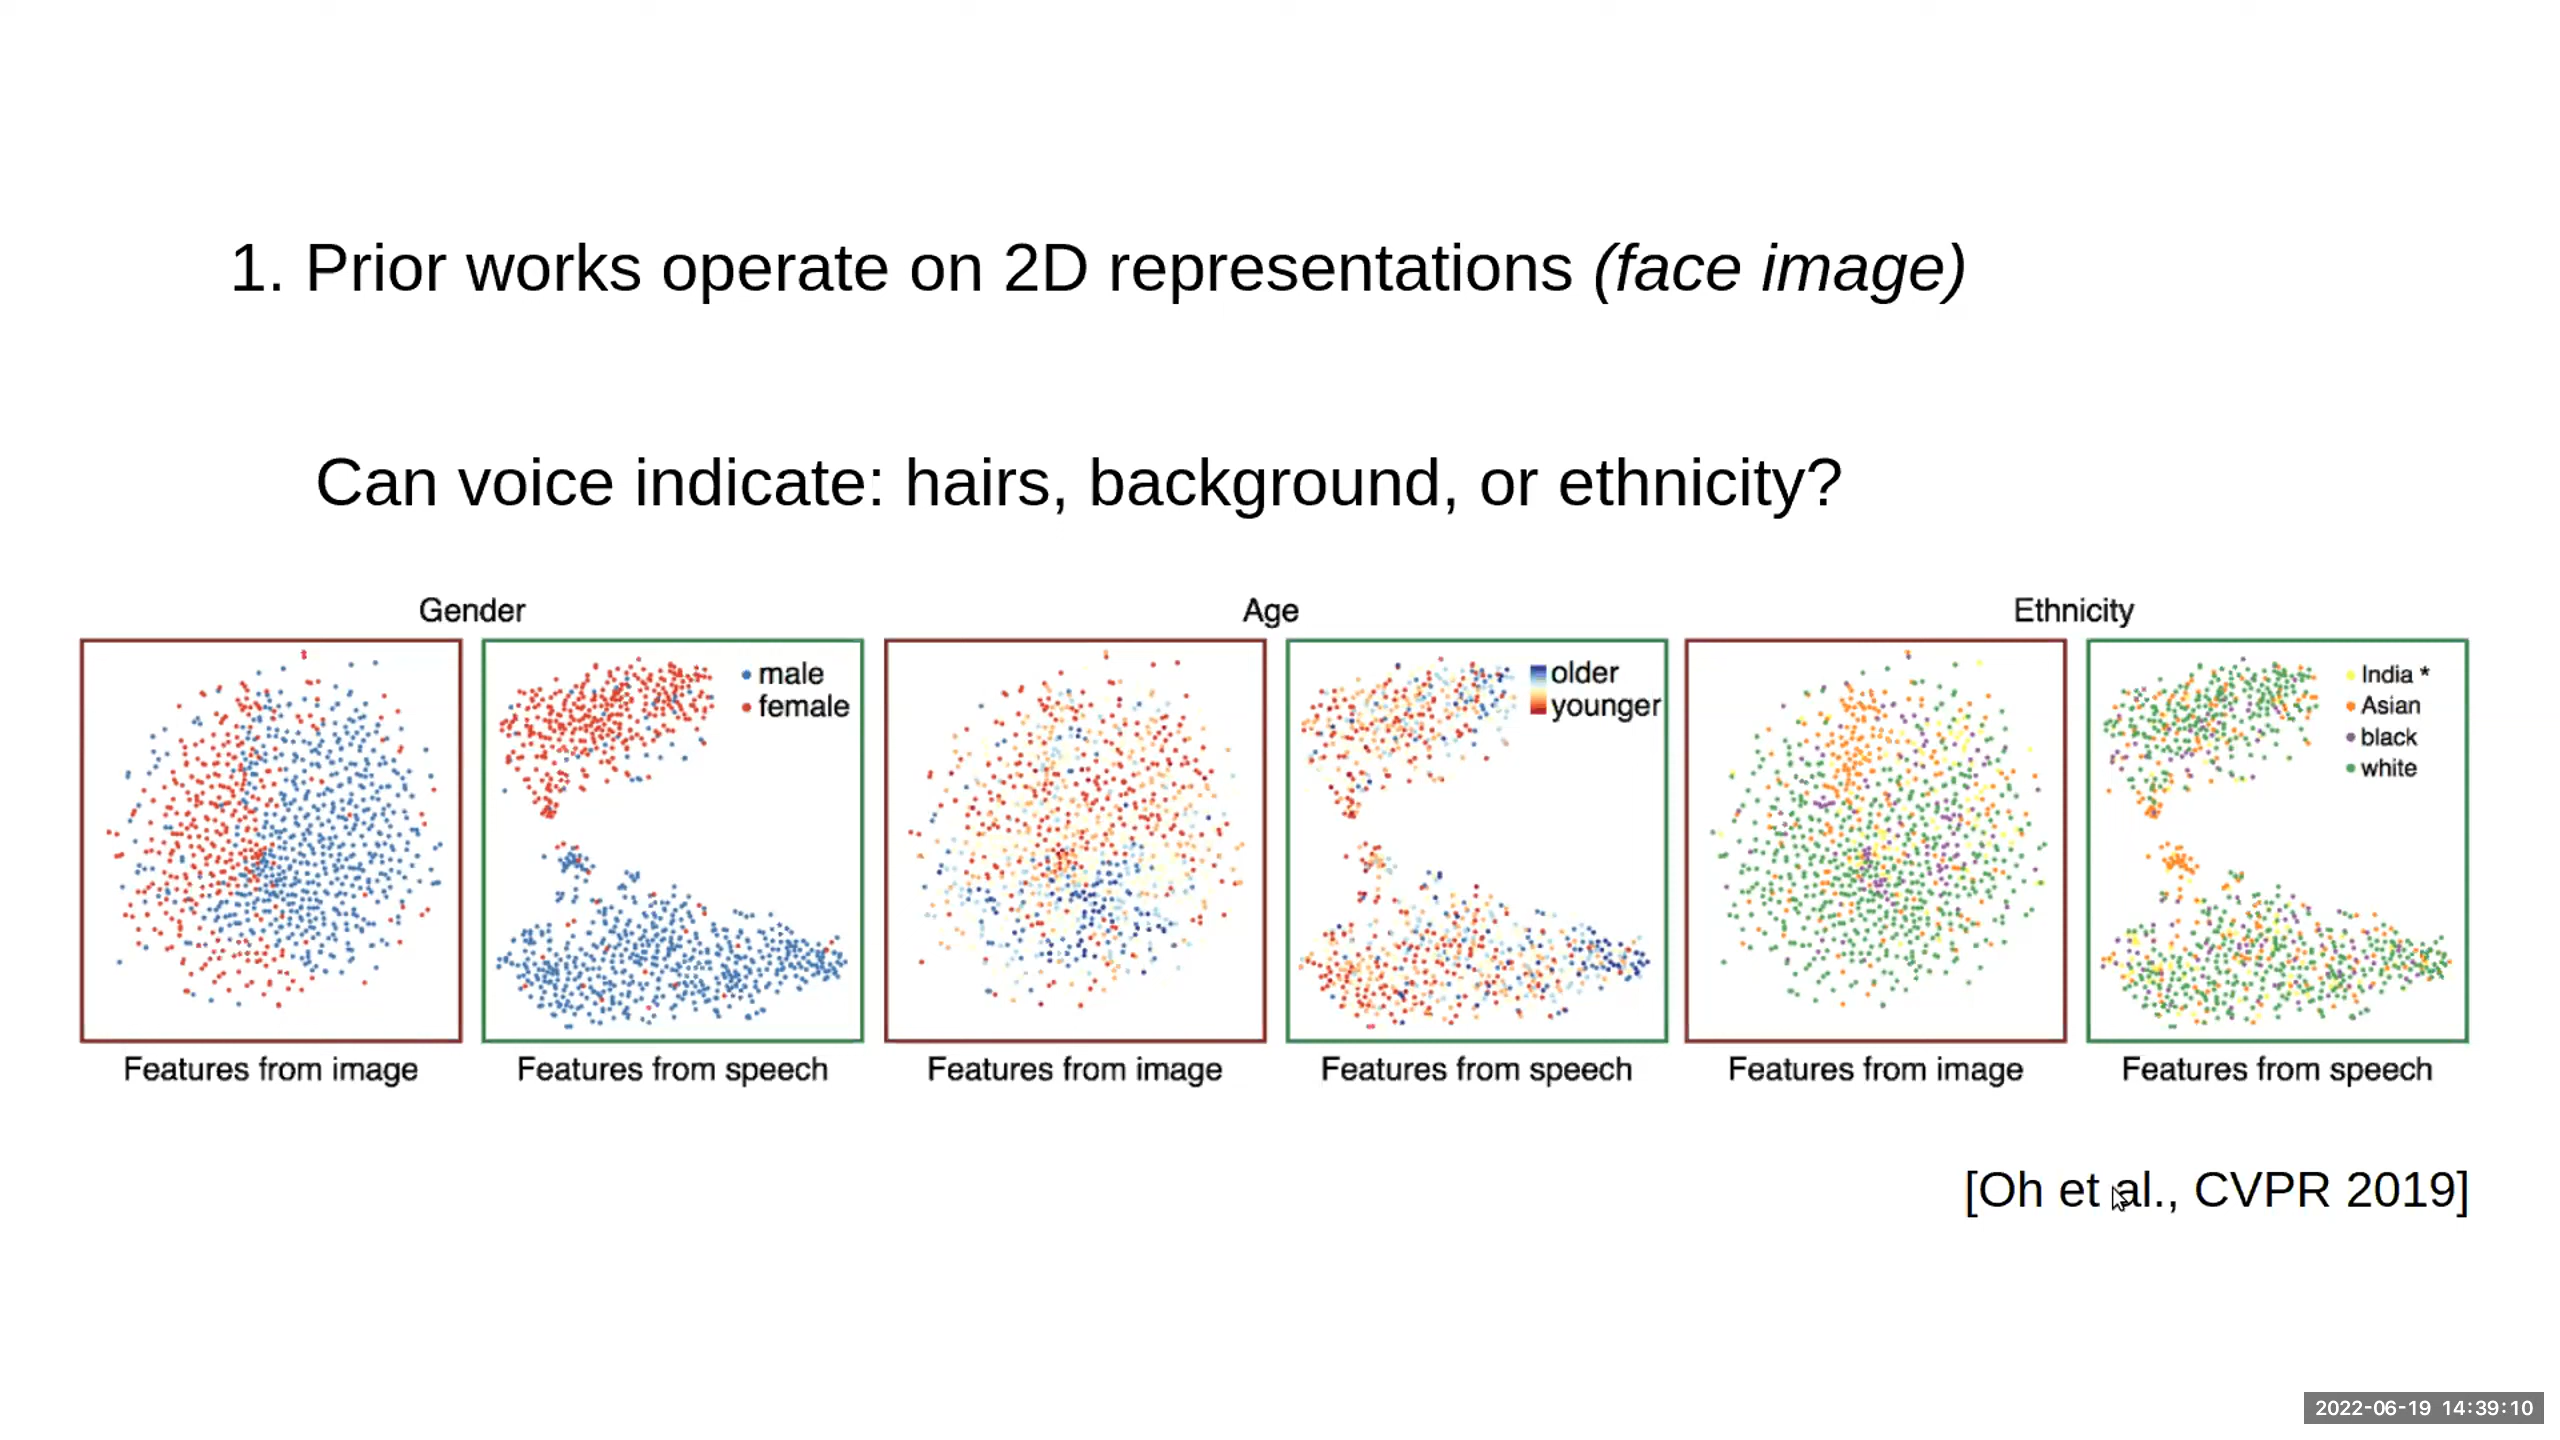 1. Prior works operate on 2D representations (face image)
Can voice indicate: hairs, background, or ethnicity?
Gender
Age
Ethnicity
male
female
older
younger
India *
Asian
black
white
Features from image
Features from speech
Features from image
Features from speech
Features from image
Features from speech
[Oh et al., CVPR 2019]
2022-06-19 14:39:10